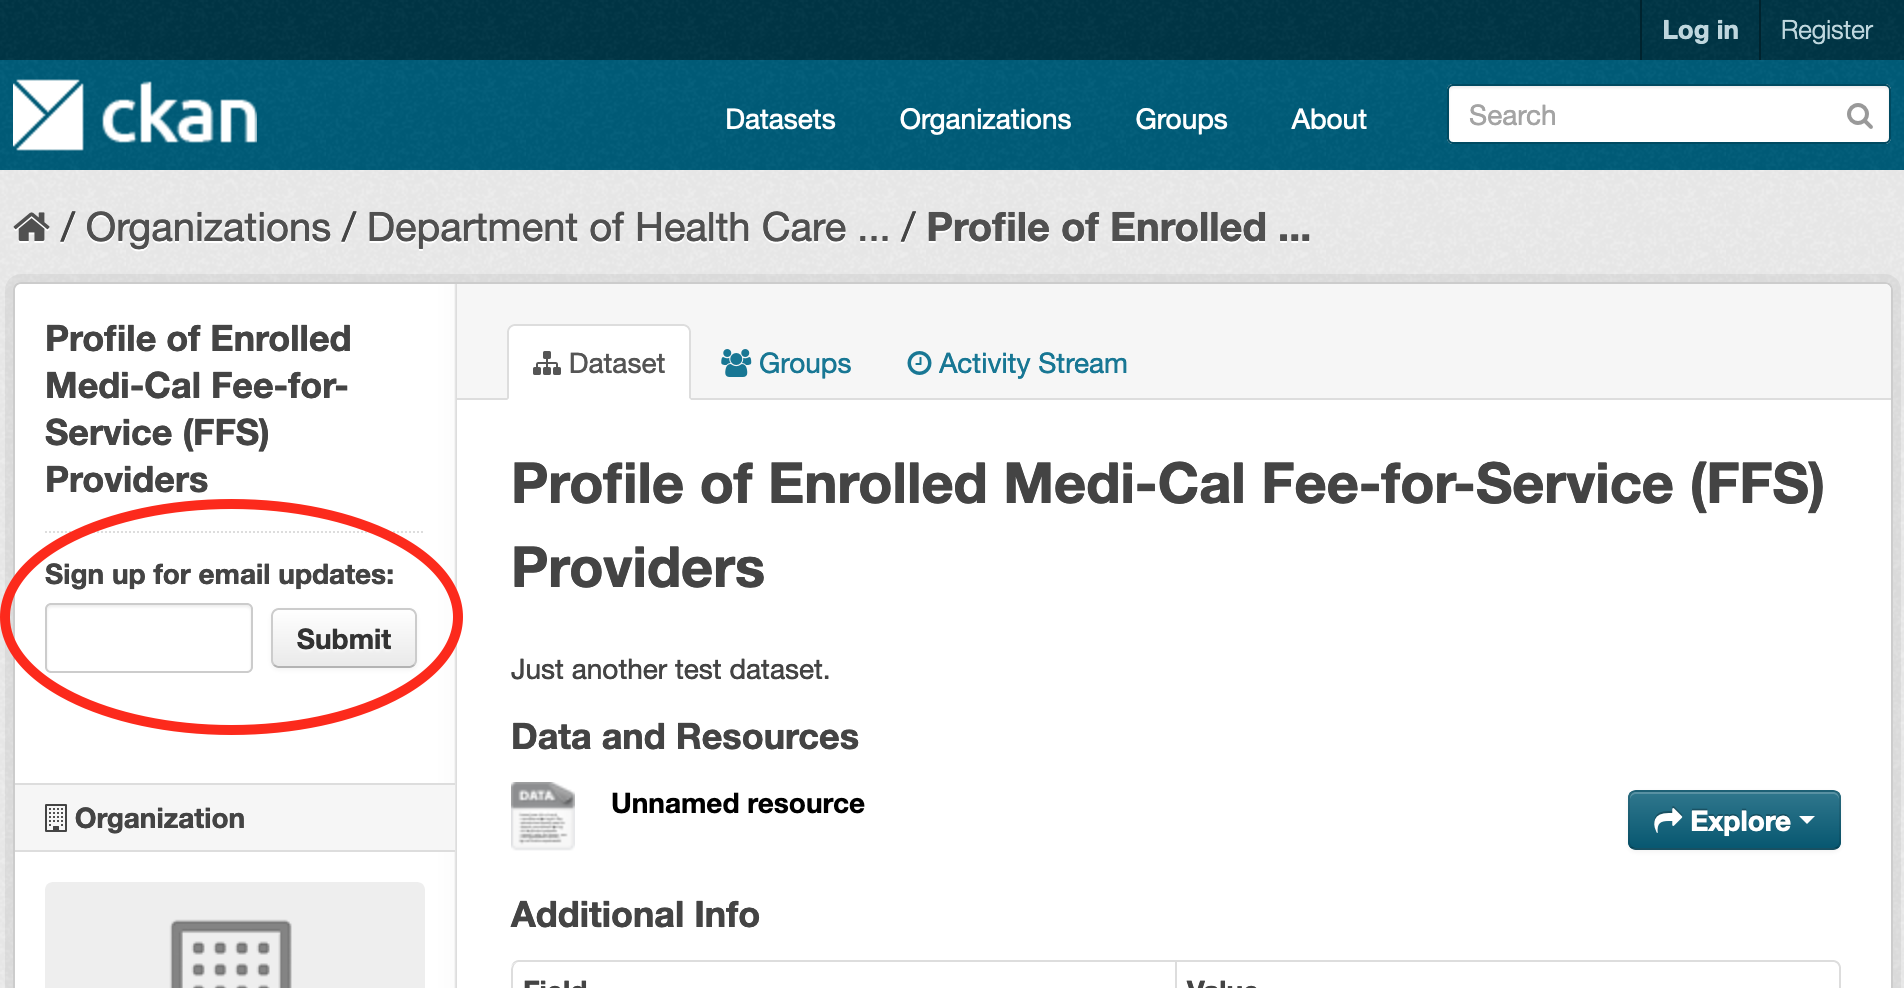 Log in Register
ckan
Datasets Organizations Groups About Search
/ Organizations / Department of Health Care ... / Profile of Enrolled ...
Profile of Enrolled
Medi-Cal Fee-for-
Service (FFS)
Providers
Sign up for email updates:
Submit
Organization
Dataset Groups Activity Stream
Profile of Enrolled Medi-Cal Fee-for-Service (FFS)
Providers
Just another test dataset.
Data and Resources
DATA
Unnamed resource
Explore
Additional Info
Field Value